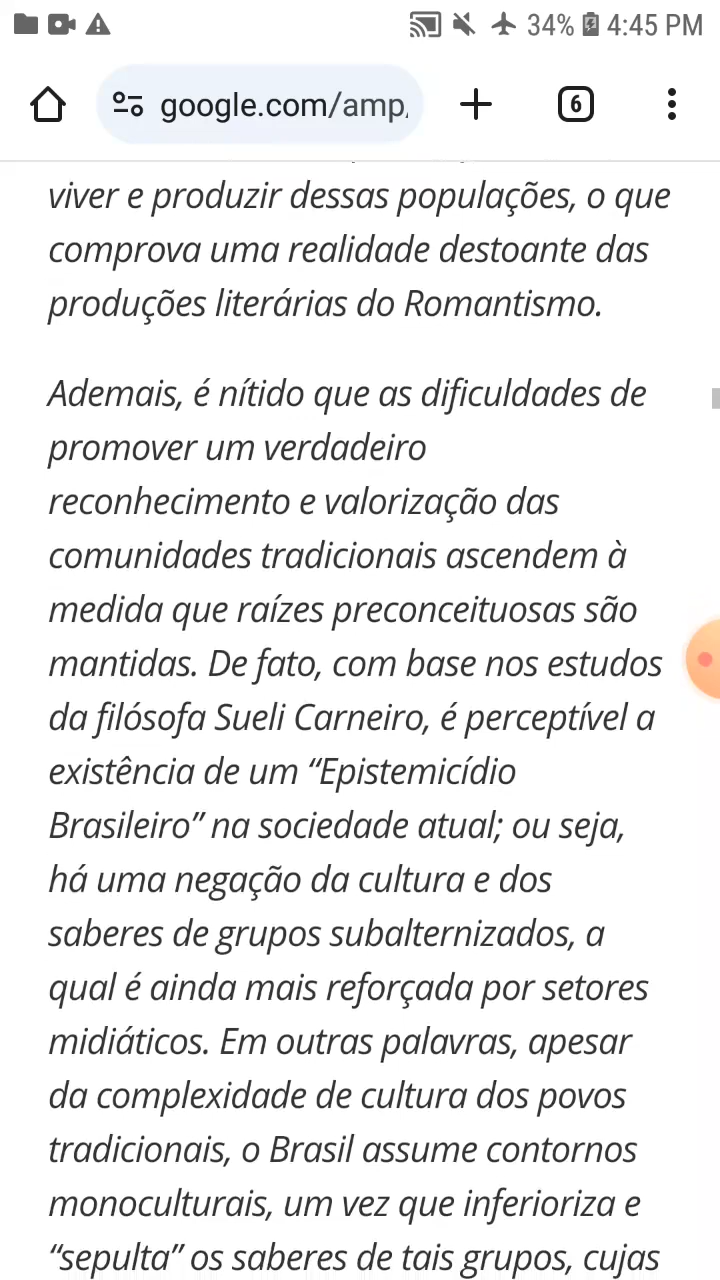 34% 4:45 PM
google.com/amp/
6
viver e produzir dessas populações, o que
comprova uma realidade destoante das
produções literárias do Romantismo.
Ademais, é nítido que as dificuldades de
promover um verdadeiro
reconhecimento e valorização das
comunidades tradicionais ascendem à
medida que raízes preconceituosas são
mantidas. De fato, com base nos estudos
da filósofa Sueli Carneiro, é perceptível a
existência de um “Epistemicídio
Brasileiro” na sociedade atual; ou seja,
há uma negação da cultura e dos
saberes de grupos subalternizados, a
qual é ainda mais reforçada por setores
midiáticos. Em outras palavras, apesar
da complexidade de cultura dos povos
tradicionais, o Brasil assume contornos
monoculturais, um vez que inferioriza e
“sepulta” os saberes de tais grupos, cujas